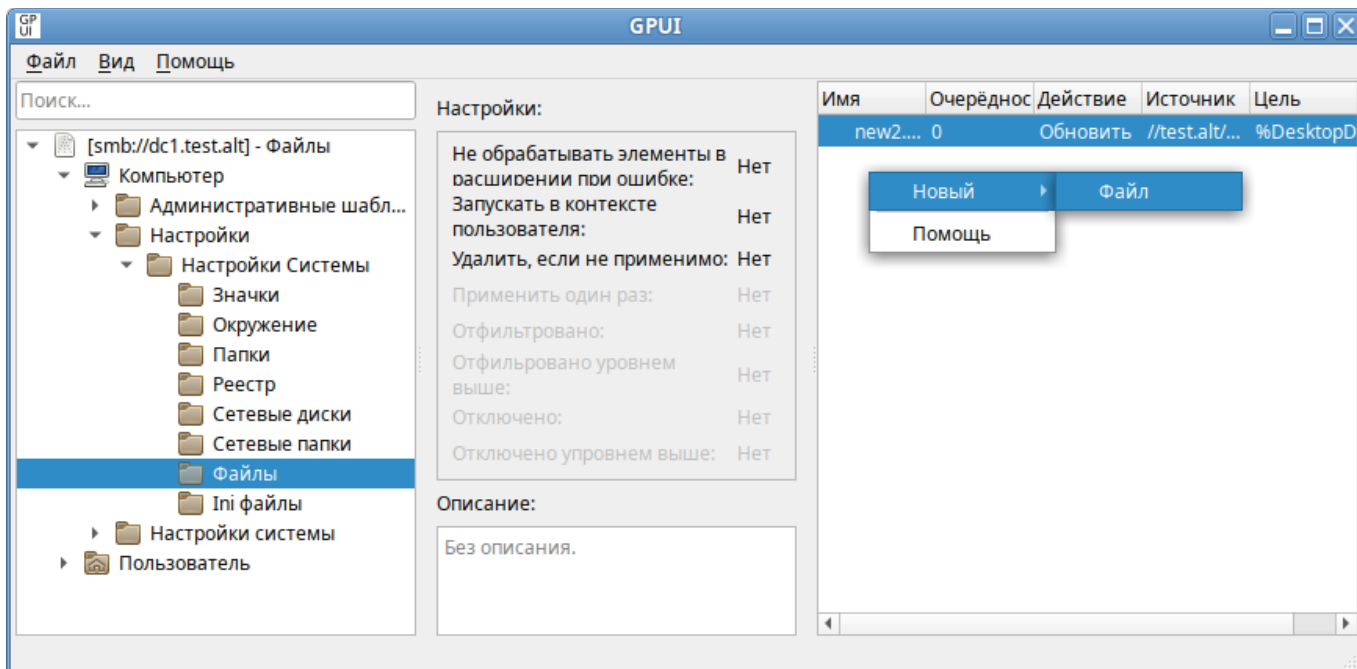 GP
UI
GPUI
Файл Вид Помощь
Поиск...
[smb://dc1.test.alt] - Файлы
Компьютер
Административные шабл...
Настройки
Настройки Системы
Значки
Окружение
Папки
Реестр
Сетевые диски
Сетевые папки
Файлы
Ini файлы
Настройки системы
Пользователь
Настройки:
Не обрабатывать элементы в
расширении при ошибке: Нет
Запускать в контексте
пользователя: Нет
Удалить, если не применимо: Нет
Применить один раз: Нет
Отфильтровано: Нет
Отфильровано уровнем
выше: Нет
Отключено: Нет
Отключено упровнем выше: Нет
Описание:
Без описания.
Имя Очерёднос Действие Источник Цель
new2.... 0 Обновить //test.alt/... %DesktopD
Новый Файл
Помощь